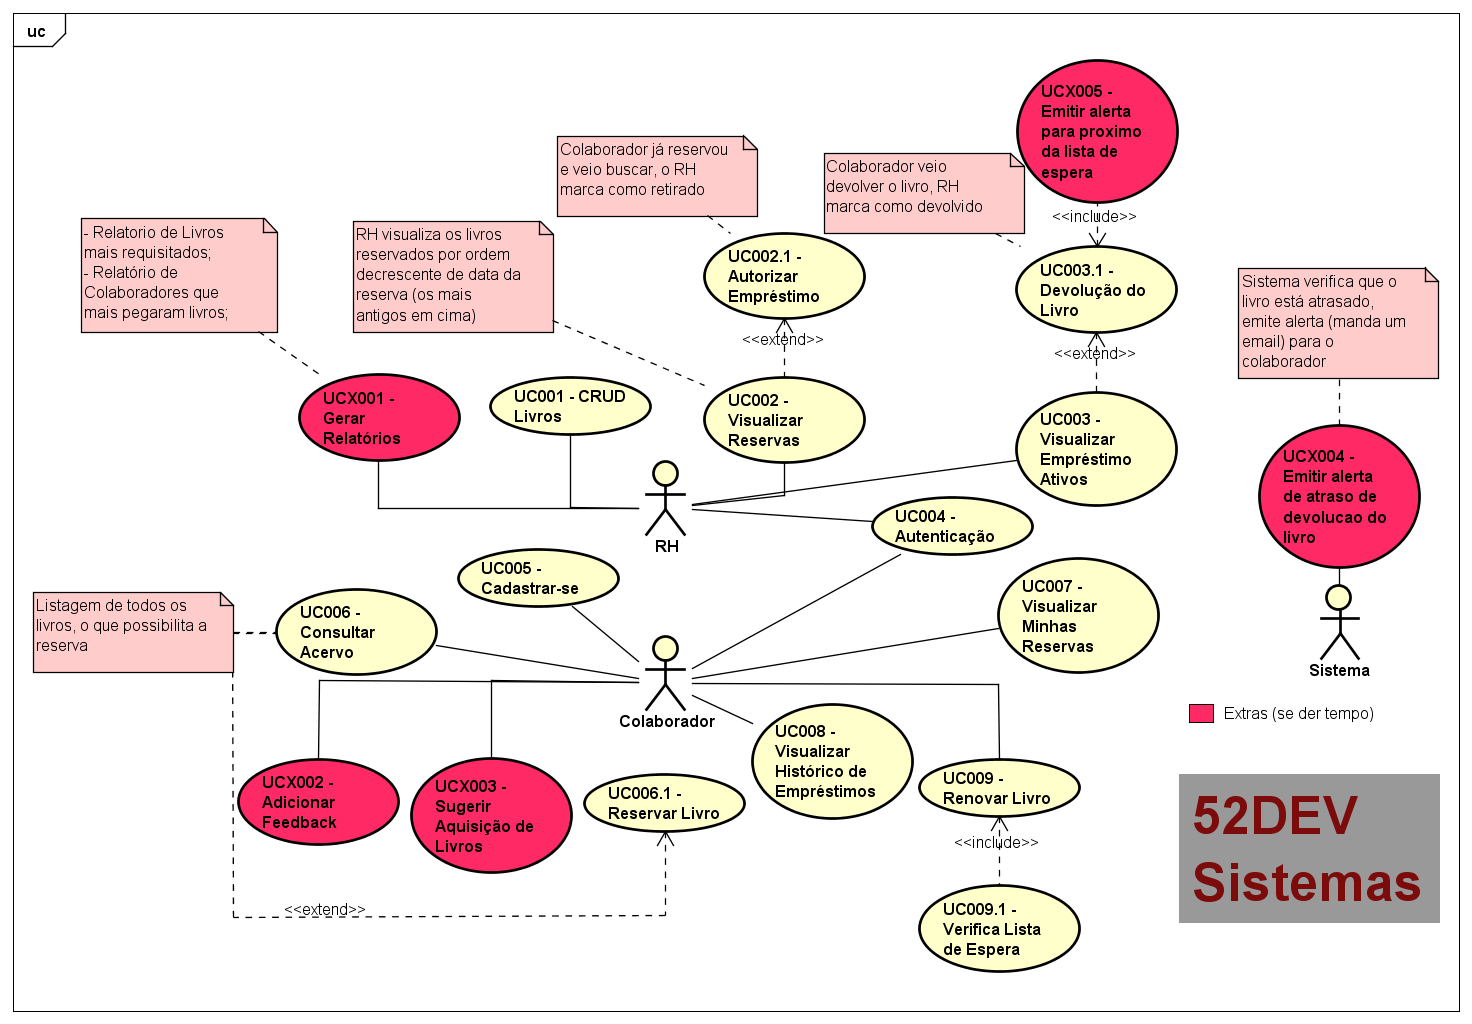 uc
UCX005 -
Emitir alerta
para proximo
da lista de
espera
Colaborador já reservou
e veio buscar, o RH
marca como retirado
Colaborador veio
devolver o livro, RH
marca como devolvido
<<include>>
- Relatorio de Livros
mais requisitados;
- Relatório de
Colaboradores que
mais pegaram livros;
RH visualiza os livros
reservados por ordem
decrescente de data da
reserva (os mais
antigos em cima)
UC002.1 -
Autorizar
Empréstimo
UC003.1 -
Devolução do
Livro
Sistema verifica que o
livro está atrasado,
emite alerta (manda um
email) para o
colaborador
<<extend>>
<<extend>>
UCX001 -
Gerar
Relatórios
UC001 - CRUD
Livros
UC002 -
Visualizar
Reservas
UC003 -
Visualizar
Empréstimo
Ativos
UCX004 -
Emitir alerta
de atraso de
devolucao do
livro
RH
UC004 -
Autenticação
UC005 -
Cadastrar-se
UC007 -
Visualizar
Minhas
Reservas
Listagem de todos os
livros, o que possibilita a
reserva
UC006 -
Consultar
Acervo
Sistema
Colaborador
Extras (se der tempo)
UCX002 -
Adicionar
Feedback
UCX003 -
Sugerir
Aquisição de
Livros
UC006.1 -
Reservar Livro
UC008 -
Visualizar
Histórico de
Empréstimos
UC009 -
Renovar Livro
52DEV
Sistemas
<<include>>
<<extend>>
UC009.1 -
Verifica Lista
de Espera